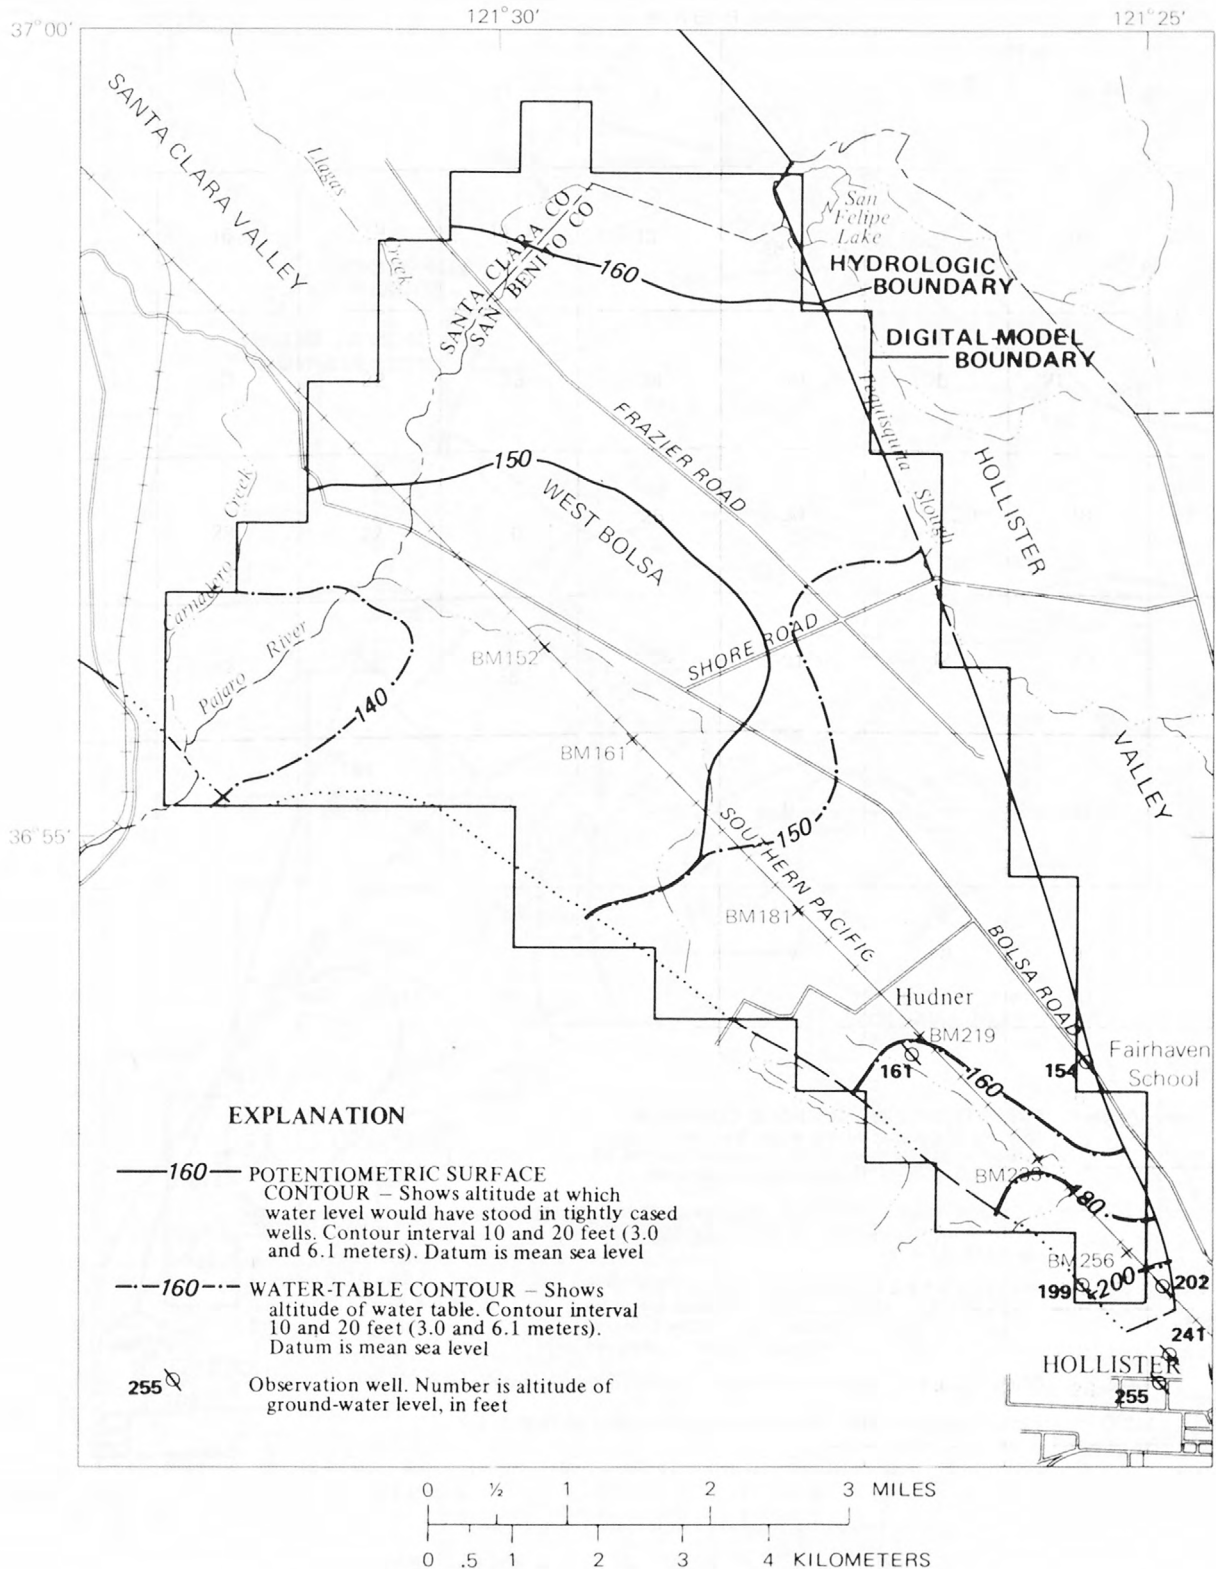 121°30'
121°25'
37°00'
SANTA CLARA VALLEY
Llagas
Creek
SANTA CLARA CO
SAN BENITO CO
San
Felipe
Lake
160
HYDROLOGIC
BOUNDARY
DIGITAL-MODEL
BOUNDARY
Tequisquita
Slough
FRAZIER ROAD
HOLLISTER
VALLEY
150
WEST BOLSA
Carnadero
Creek
Pajaro
River
SHORE ROAD
BM152
140
BM161
36°55'
SOUTHERN PACIFIC
150
BM181
BOLSA ROAD
Hudner
BM219
161
154
Fairhaven
School
160
180
BM256
199
200
202
241
HOLLISTER
255
EXPLANATION
160 POTENTIOMETRIC SURFACE
CONTOUR – Shows altitude at which
water level would have stood in tightly cased
wells. Contour interval 10 and 20 feet (3.0
and 6.1 meters). Datum is mean sea level
160 WATER-TABLE CONTOUR – Shows
altitude of water table. Contour interval
10 and 20 feet (3.0 and 6.1 meters).
Datum is mean sea level
255 Observation well. Number is altitude of
ground-water level, in feet
0 ½ 1 2 3 MILES
0 .5 1 2 3 4 KILOMETERS